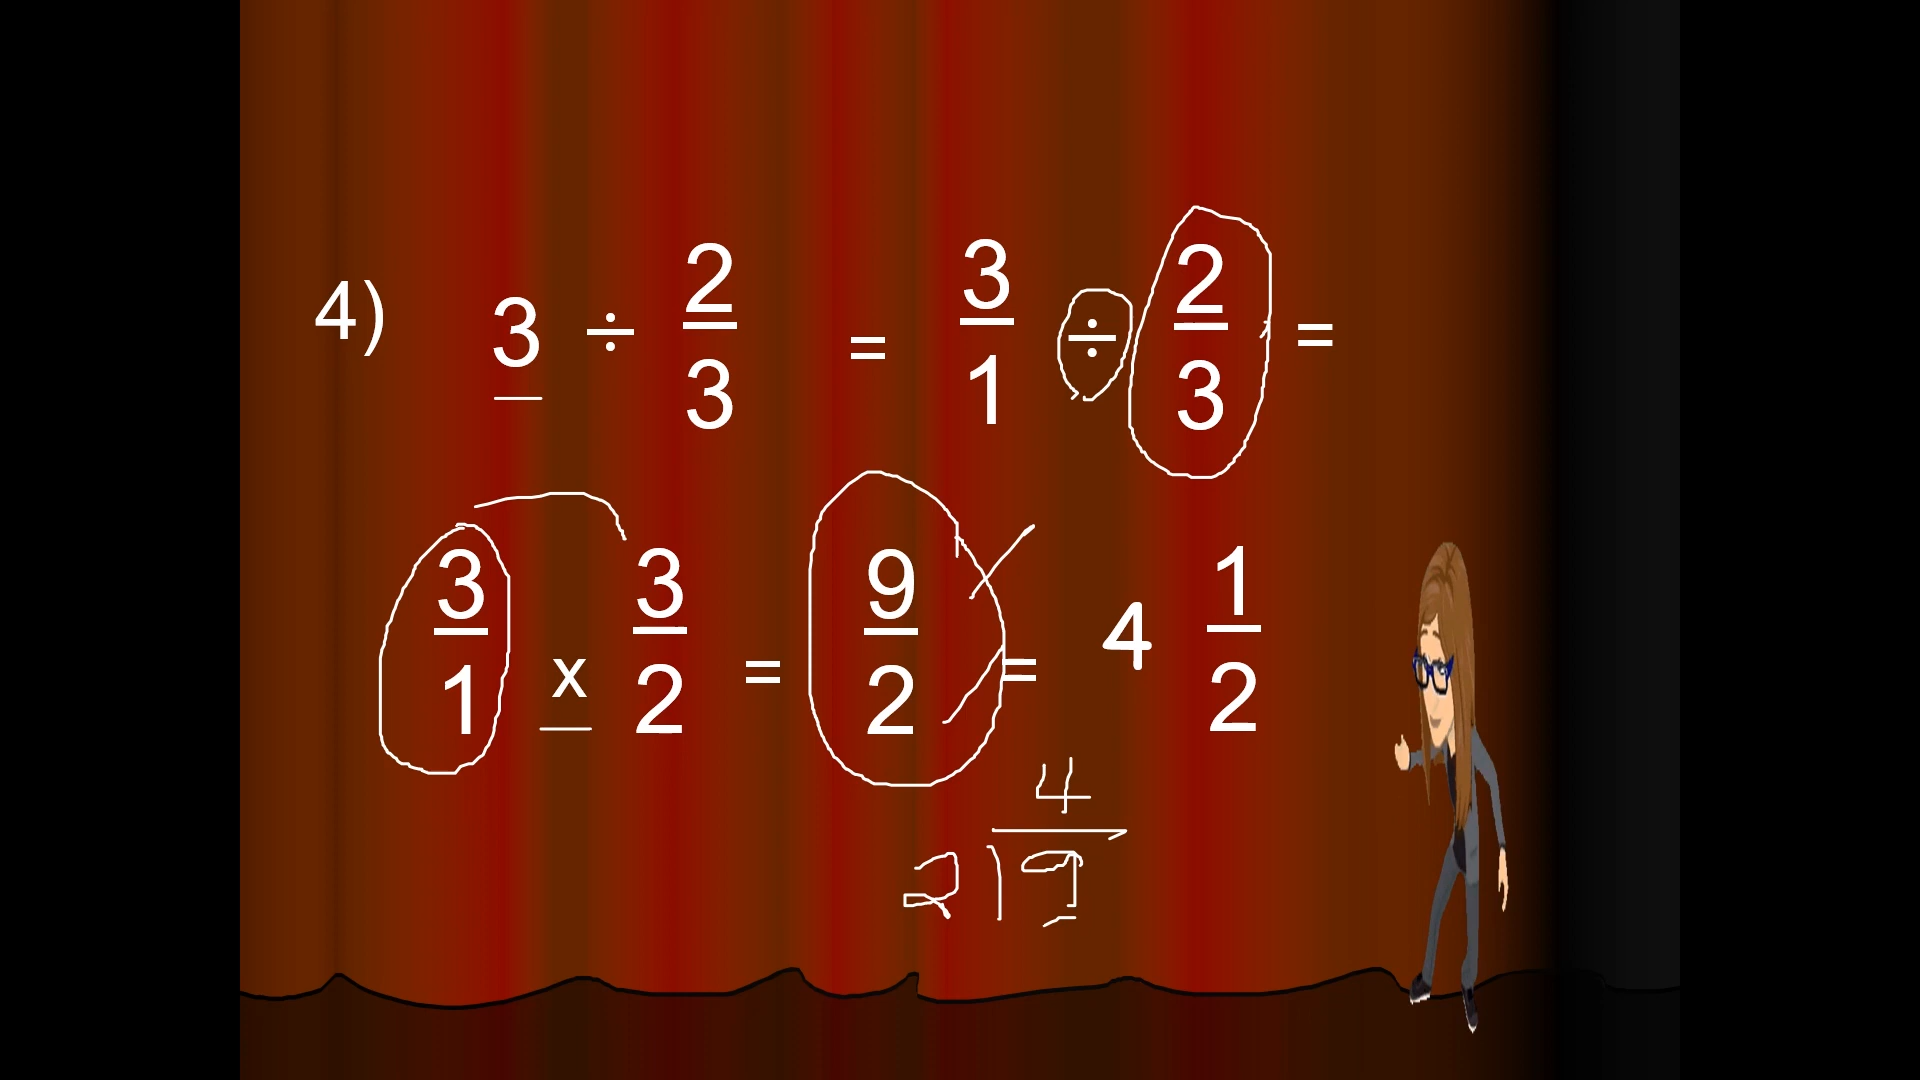 4) 3 ÷ 2/3 = 3/1 ÷ 2/3 =
3/1 x 3/2 = 9/2 = 4 1/2
4
2)9